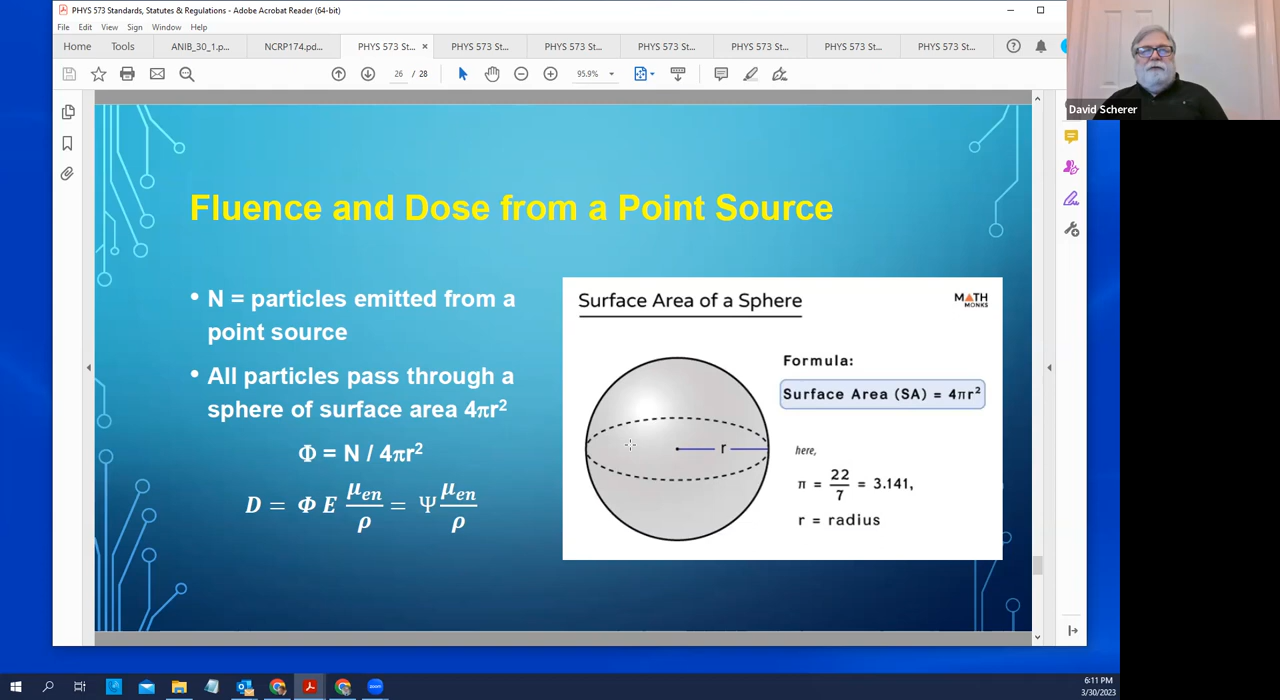 PHYS 573 Standards, Statutes & Regulations - Adobe Acrobat Reader (64-bit)
File Edit View Sign Window Help
Home Tools ANIB_30_1.p... NCRP174.pd... PHYS 573 St... × PHYS 573 St... PHYS 573 St... PHYS 573 St... PHYS 573 St... PHYS 573 St... PHYS 573 St...
26 / 28 95.9%
David Scherer
Fluence and Dose from a Point Source
• N = particles emitted from a
point source
• All particles pass through a
sphere of surface area 4πr²
Φ = N / 4πr²
D = Φ E μen/ρ = Ψ μen/ρ
Surface Area of a Sphere
MATH
MONKS
r
Formula:
Surface Area (SA) = 4πr²
here,
π = 22/7 = 3.141,
r = radius
6:11 PM
3/30/2023